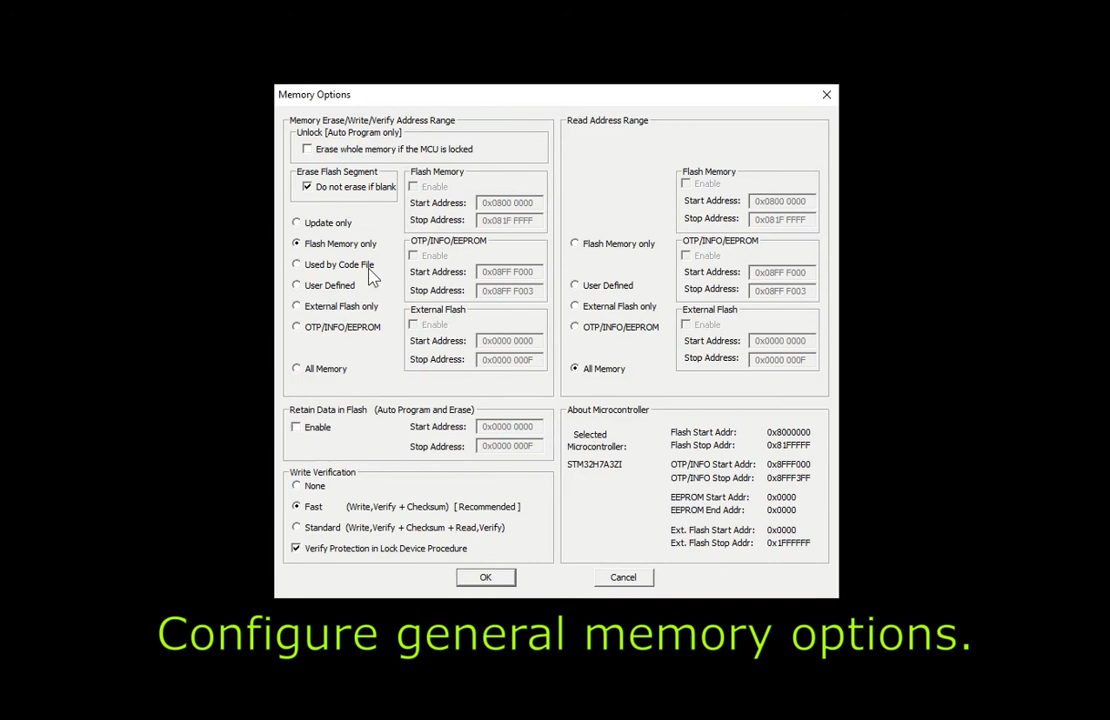 Memory Options
Memory Erase/Write/Verify Address Range
Unlock [Auto Program only]
Erase whole memory if the MCU is locked
Erase Flash Segment
Do not erase if blank
Update only
Flash Memory only
Used by Code File
User Defined
External Flash only
OTP/INFO/EEPROM
All Memory
Flash Memory
Enable
Start Address: 0x0800 0000
Stop Address: 0x081F FFFF
OTP/INFO/EEPROM
Enable
Start Address: 0x08FF F000
Stop Address: 0x08FF F003
External Flash
Enable
Start Address: 0x0000 0000
Stop Address: 0x0000 000F
Retain Data in Flash (Auto Program and Erase)
Enable
Start Address: 0x0000 0000
Stop Address: 0x0000 000F
Write Verification
None
Fast (Write,Verify + Checksum) [ Recommended ]
Standard (Write,Verify + Checksum + Read,Verify)
Verify Protection in Lock Device Procedure
Read Address Range
Flash Memory only
User Defined
External Flash only
OTP/INFO/EEPROM
All Memory
Flash Memory
Enable
Start Address: 0x0800 0000
Stop Address: 0x081F FFFF
OTP/INFO/EEPROM
Enable
Start Address: 0x08FF F000
Stop Address: 0x08FF F003
External Flash
Enable
Start Address: 0x0000 0000
Stop Address: 0x0000 000F
About Microcontroller
Selected
Microcontroller:
STM32H7A3ZI
Flash Start Addr: 0x8000000
Flash Stop Addr: 0x81FFFFF
OTP/INFO Start Addr: 0x8FFF000
OTP/INFO Stop Addr: 0x8FFF3FF
EEPROM Start Addr: 0x0000
EEPROM End Addr: 0x0000
Ext. Flash Start Addr: 0x0000
Ext. Flash Stop Addr: 0x1FFFFFF
OK
Cancel
Configure general memory options.